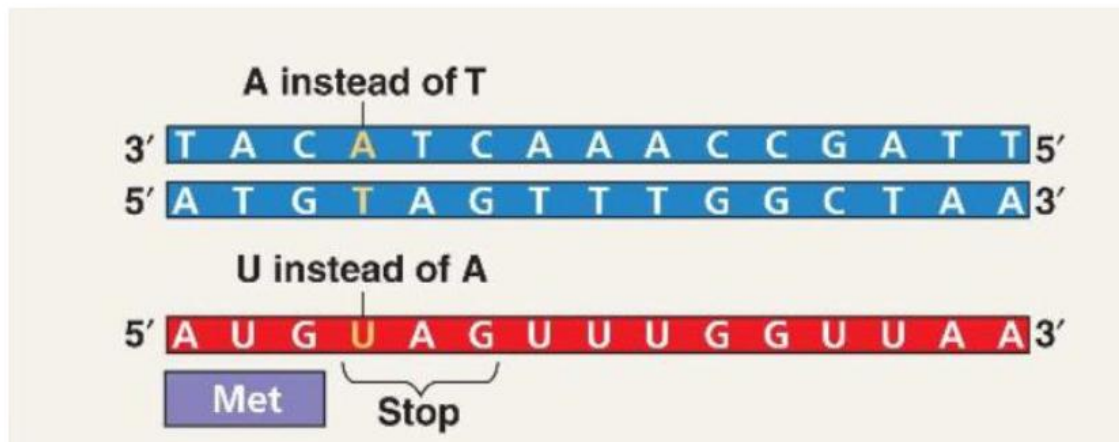 A instead of T
3′ T A C A T C A A A C C G A T T 5′
5′ A T G T A G T T T G G C T A A 3′
U instead of A
5′ A U G U A G U U U G G U U A A 3′
Met
Stop